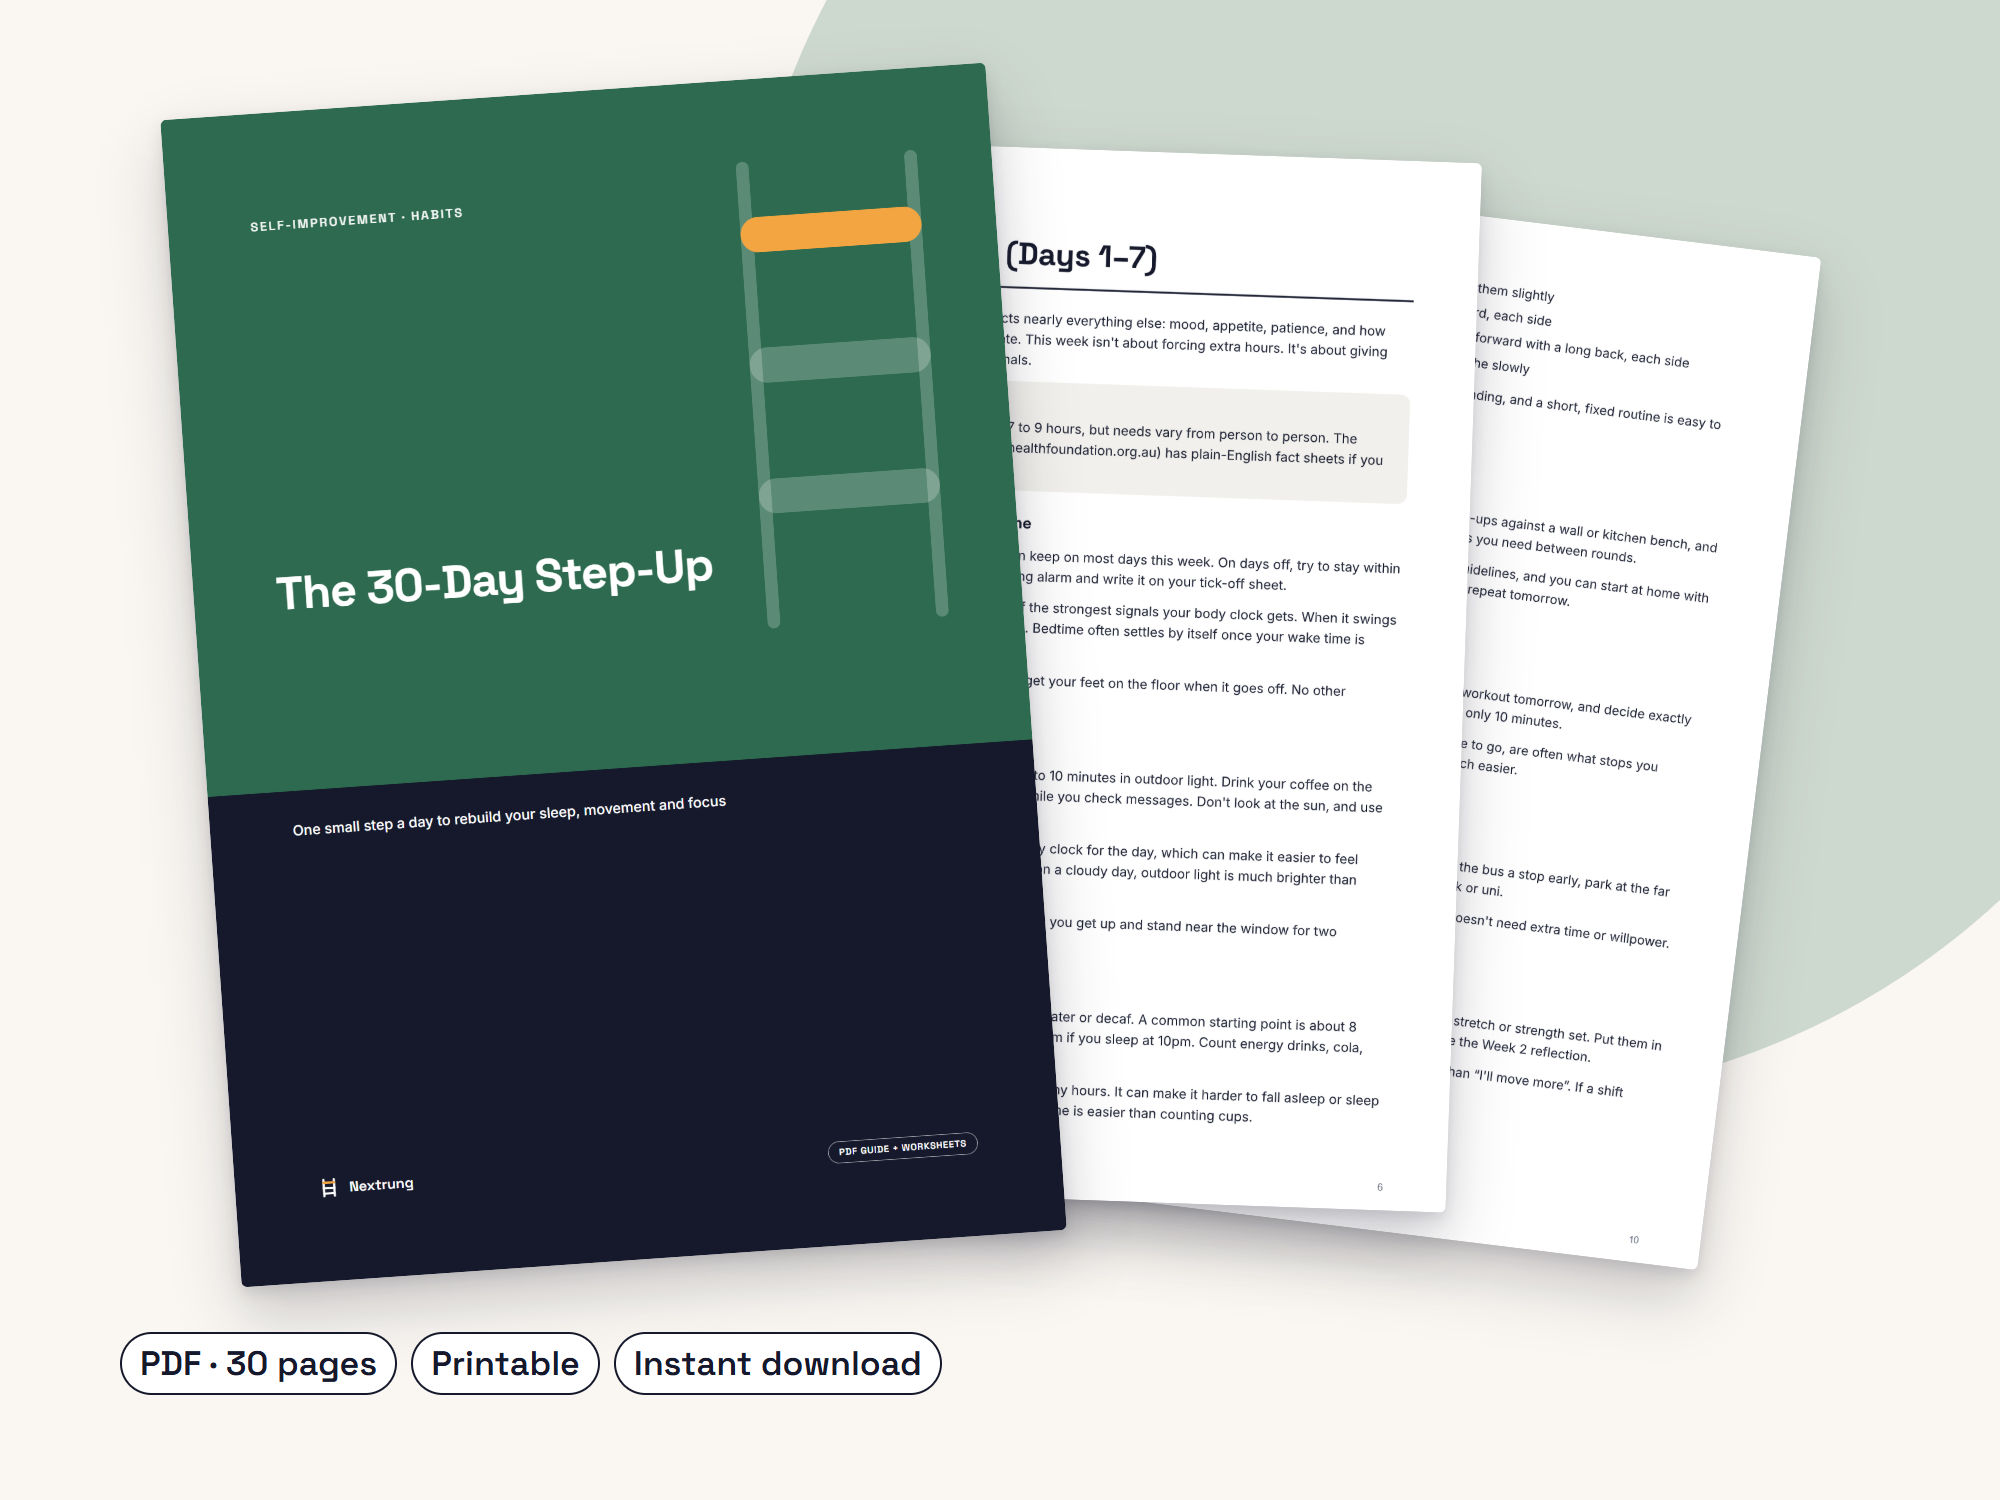 SELF-IMPROVEMENT · HABITS
The 30-Day Step-Up
One small step a day to rebuild your sleep, movement and focus
Nextrung
PDF GUIDE + WORKSHEETS
(Days 1–7)
nearly everything else: mood, appetite, patience, and how
This week isn't about forcing extra hours. It's about giving
7 to 9 hours, but needs vary from person to person. The
healthfoundation.org.au) has plain-English fact sheets if you
keep on most days this week. On days off, try to stay within
alarm and write it on your tick-off sheet.
the strongest signals your body clock gets. When it swings
. Bedtime often settles by itself once your wake time is
get your feet on the floor when it goes off. No other
to 10 minutes in outdoor light. Drink your coffee on the
you check messages. Don't look at the sun, and use
clock for the day, which can make it easier to feel
a cloudy day, outdoor light is much brighter than
you get up and stand near the window for two
or decaf. A common starting point is about 8
if you sleep at 10pm. Count energy drinks, cola,
hours. It can make it harder to fall asleep or sleep
is easier than counting cups.
6
them slightly
each side
forward with a long back, each side
slowly
and a short, fixed routine is easy to
-ups against a wall or kitchen bench, and
you need between rounds.
and you can start at home with
repeat tomorrow.
workout tomorrow, and decide exactly
only 10 minutes.
to go, are often what stops you
easier.
the bus a stop early, park at the far
or uni.
doesn't need extra time or willpower.
stretch or strength set. Put them in
the Week 2 reflection.
“I'll move more”. If a shift
10
PDF · 30 pages
Printable
Instant download